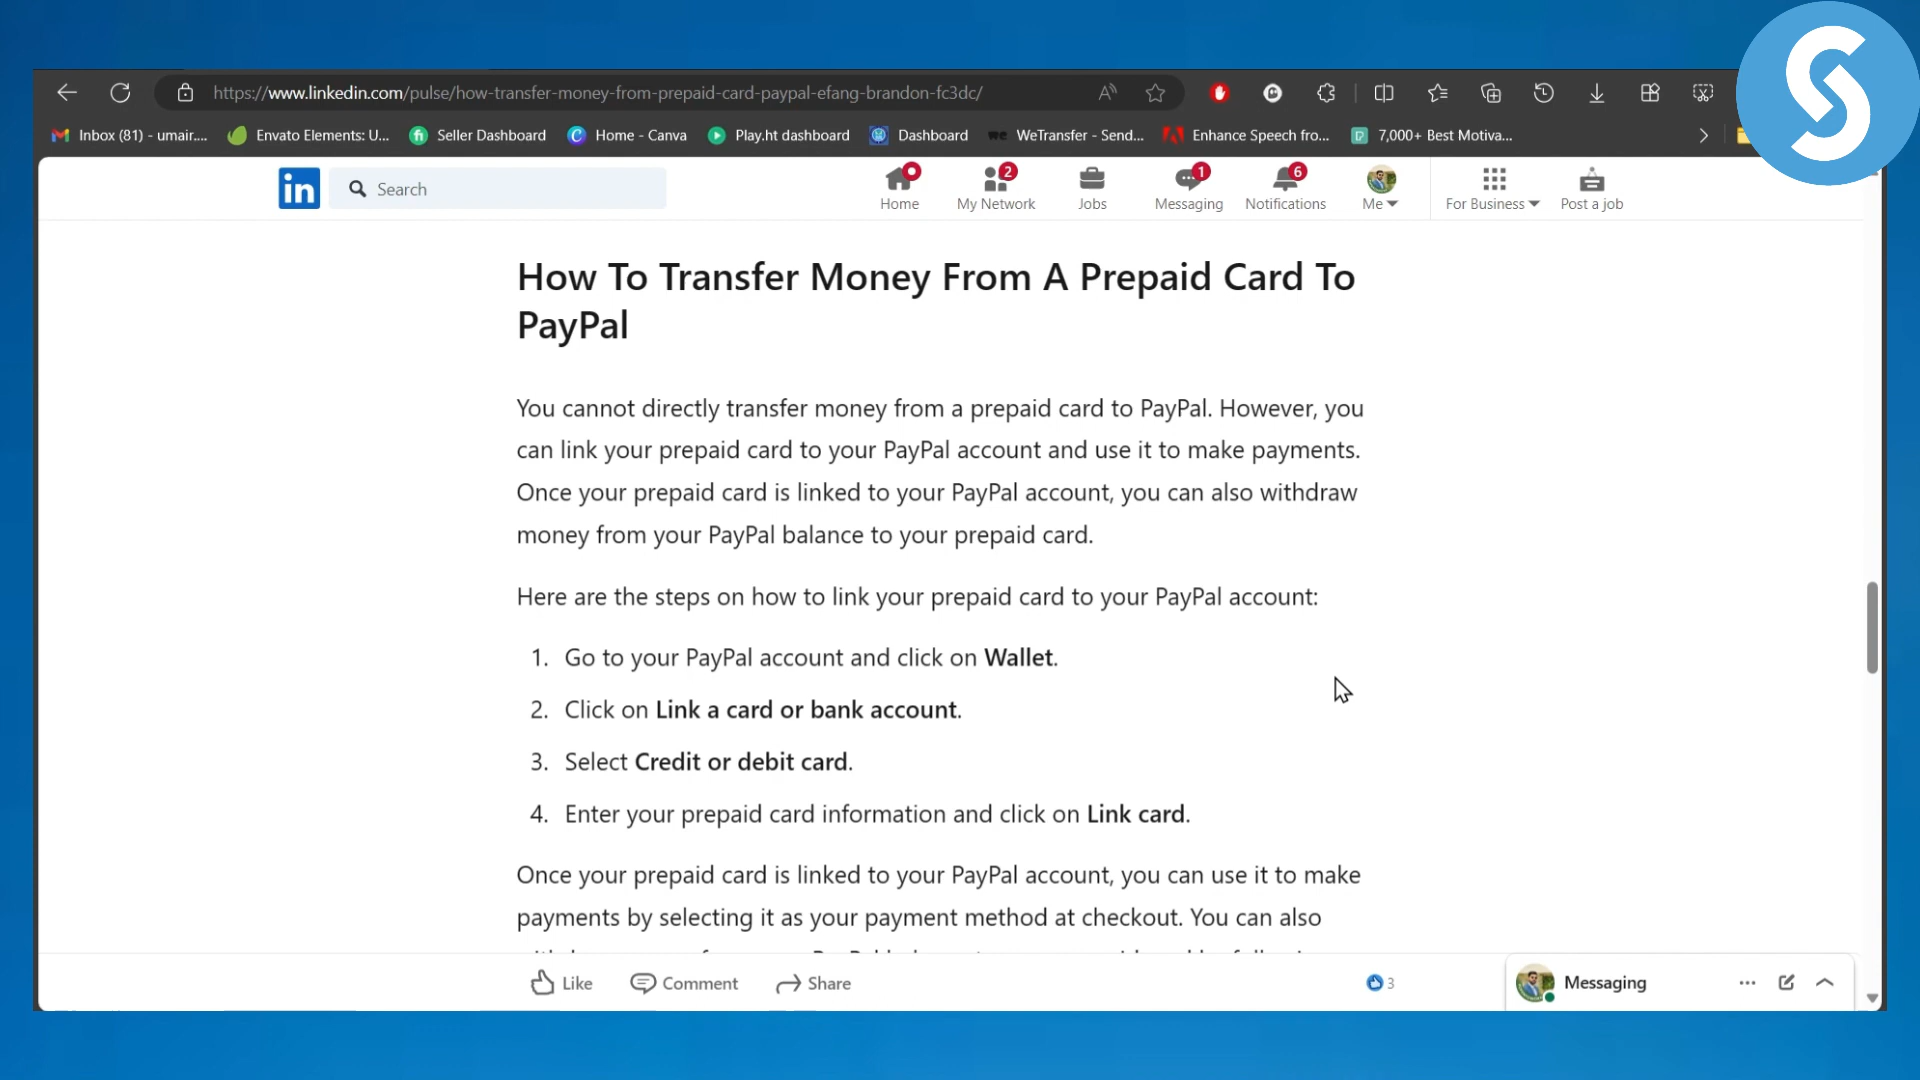 https://www.linkedin.com/pulse/how-transfer-money-from-prepaid-card-paypal-efang-brandon-fc3dc/
Inbox (81) - umair.... Envato Elements: U... Seller Dashboard Home - Canva Play.ht dashboard Dashboard WeTransfer - Send... Enhance Speech fro... 7,000+ Best Motiva...
in Search
2 1 6
Home My Network Jobs Messaging Notifications Me For Business Post a job
How To Transfer Money From A Prepaid Card To
PayPal
You cannot directly transfer money from a prepaid card to PayPal. However, you
can link your prepaid card to your PayPal account and use it to make payments.
Once your prepaid card is linked to your PayPal account, you can also withdraw
money from your PayPal balance to your prepaid card.
Here are the steps on how to link your prepaid card to your PayPal account:
1. Go to your PayPal account and click on Wallet.
2. Click on Link a card or bank account.
3. Select Credit or debit card.
4. Enter your prepaid card information and click on Link card.
Once your prepaid card is linked to your PayPal account, you can use it to make
payments by selecting it as your payment method at checkout. You can also
Like Comment Share 3 Messaging